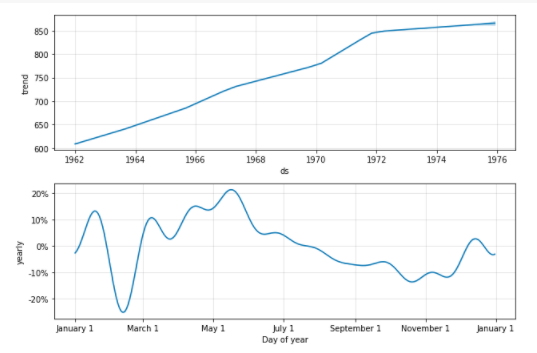 850
800
750
700
650
600
trend
1962 1964 1966 1968 1970 1972 1974 1976
ds
20%
10%
0%
-10%
-20%
yearly
January 1 March 1 May 1 July 1 September 1 November 1 January 1
Day of year